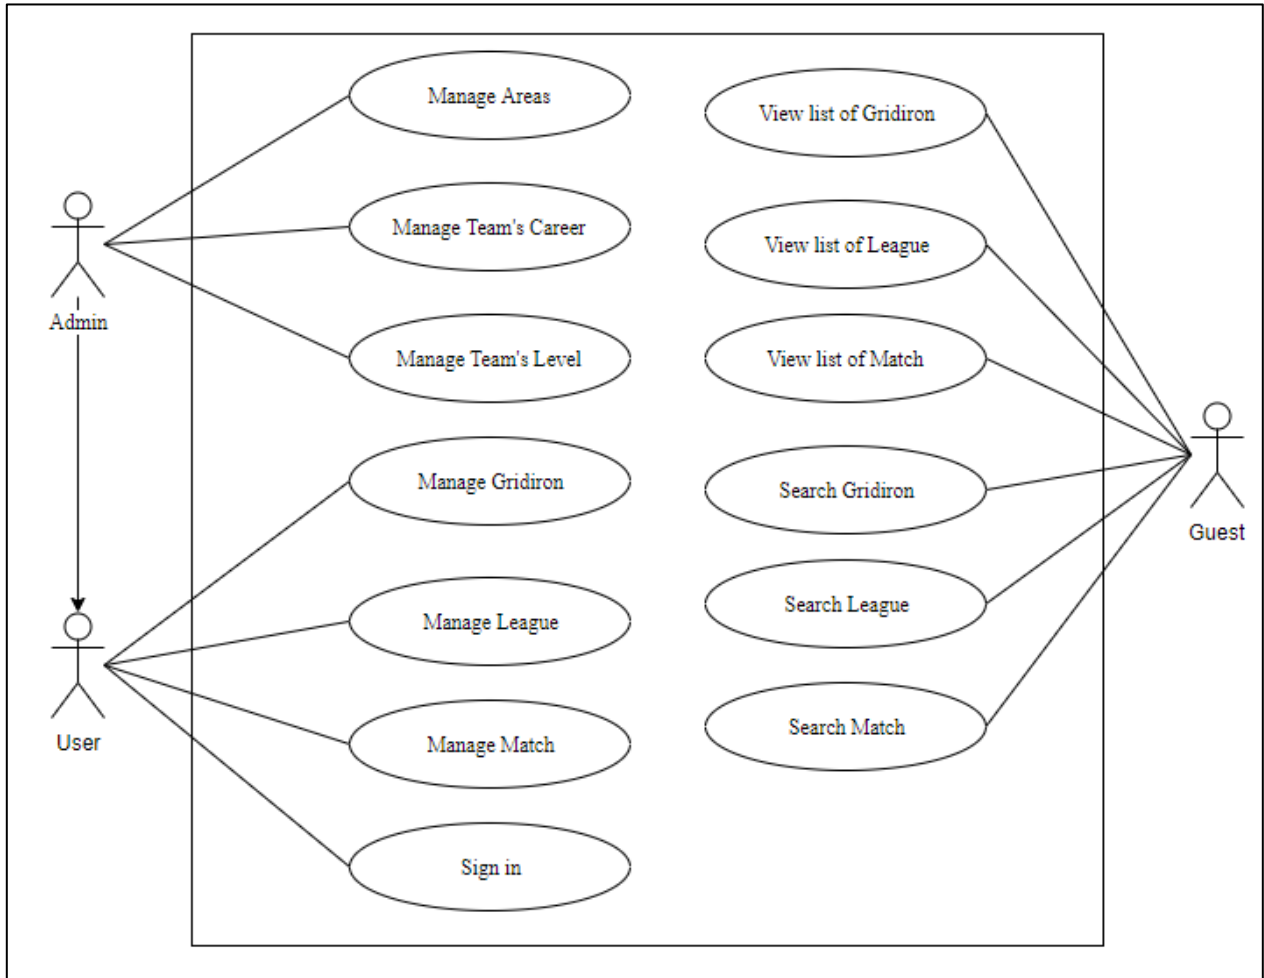 Manage Areas
View list of Gridiron
Manage Team's Career
View list of League
Admin
Manage Team's Level
View list of Match
Manage Gridiron
Search Gridiron
Guest
Manage League
Search League
User
Manage Match
Search Match
Sign in